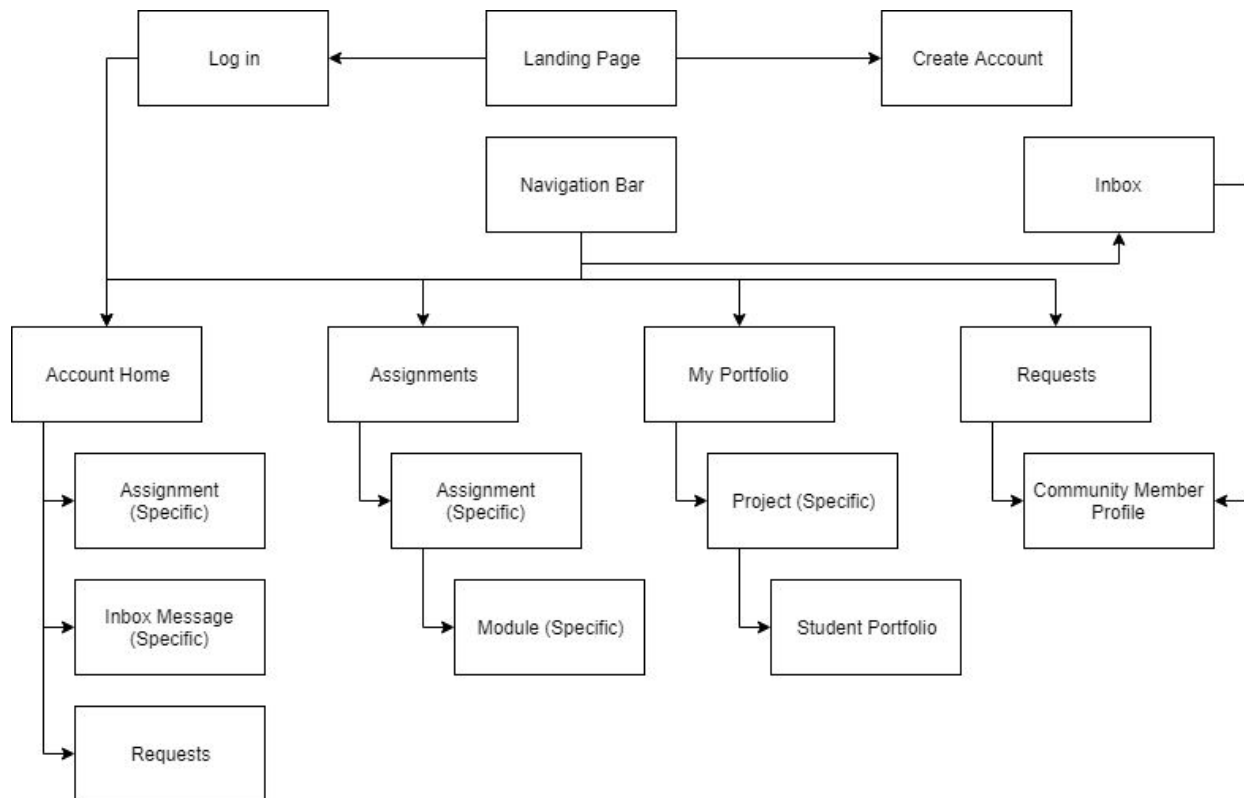 Log in
Landing Page
Create Account
Navigation Bar
Inbox
Account Home
Assignments
My Portfolio
Requests
Assignment
(Specific)
Assignment
(Specific)
Project (Specific)
Community Member
Profile
Inbox Message
(Specific)
Module (Specific)
Student Portfolio
Requests